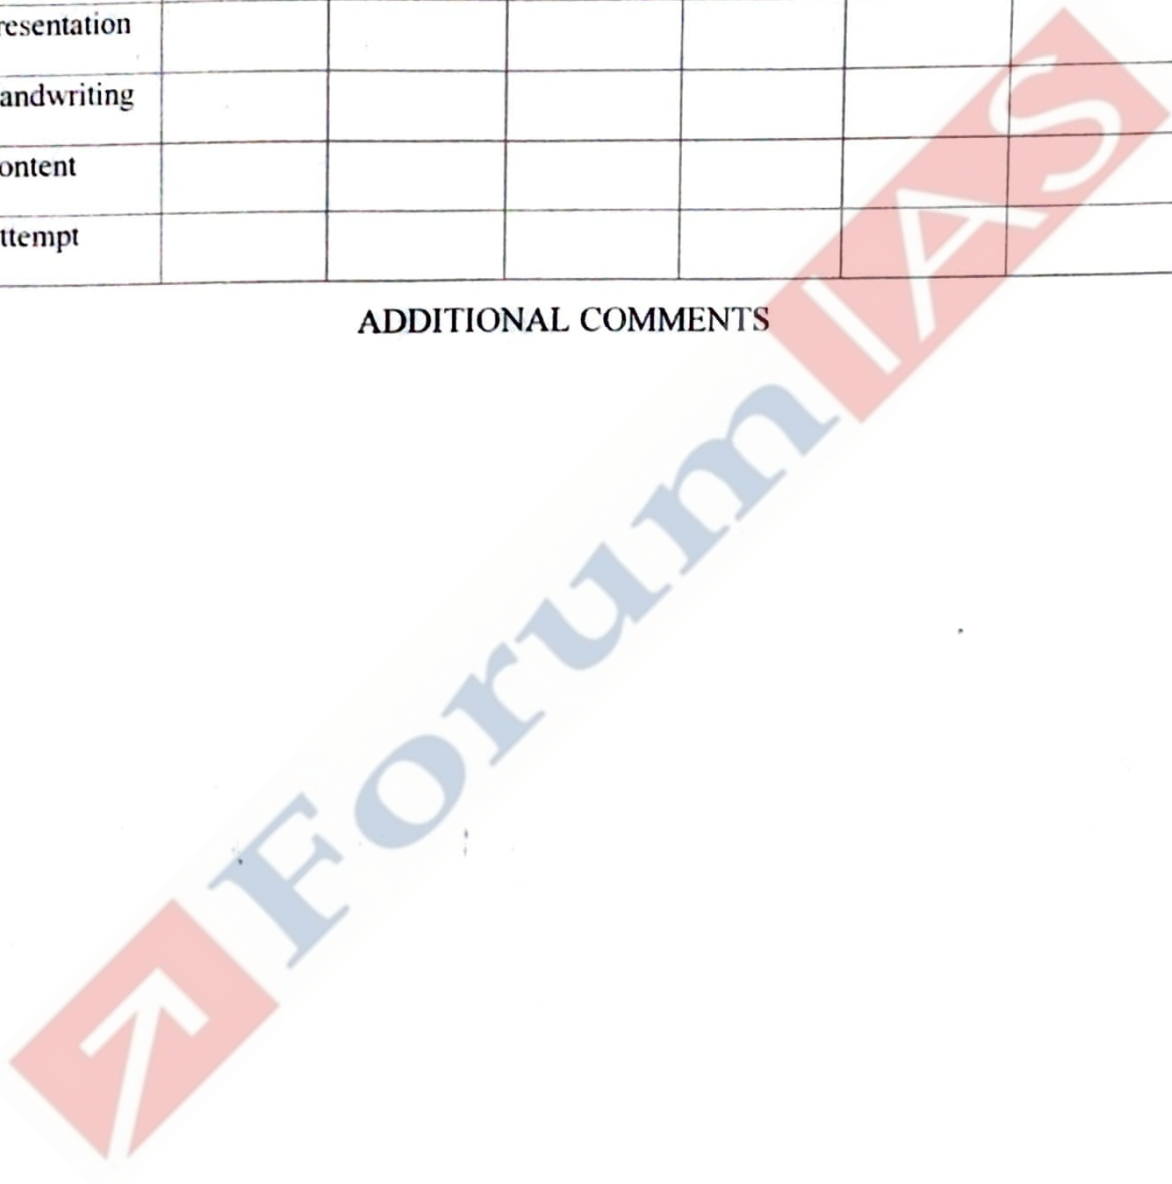 resentation
andwriting
ontent
ttempt
ADDITIONAL COMMENTS
ForumIAS